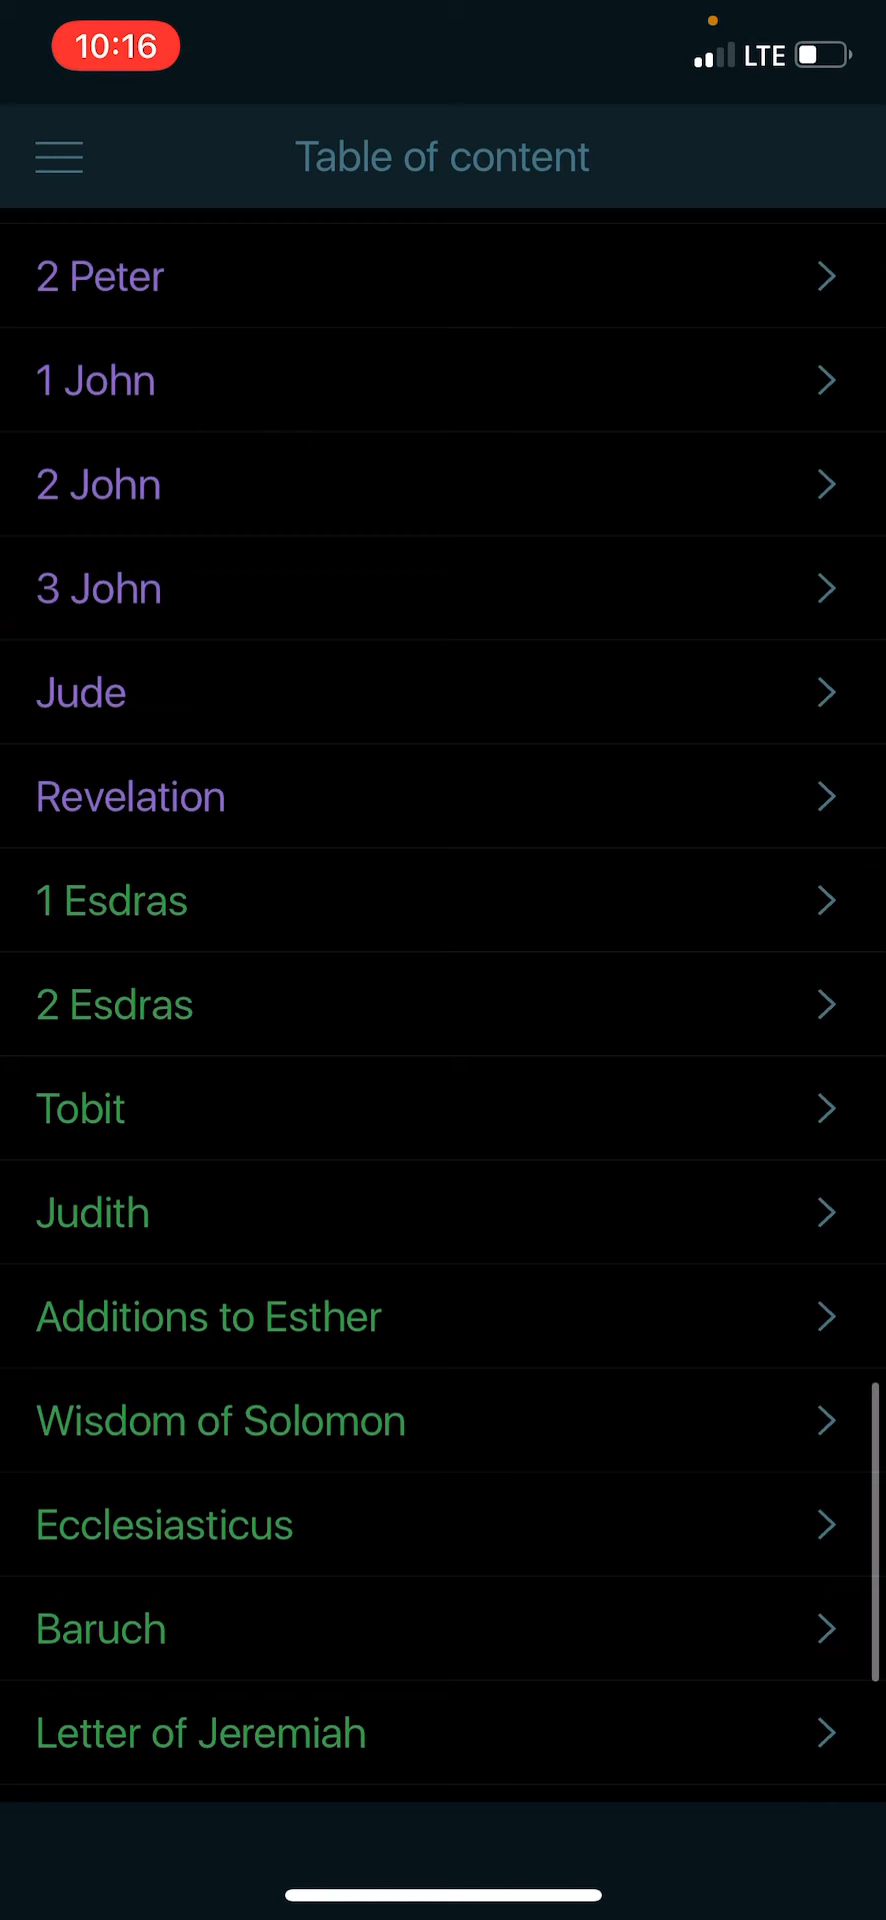 10:16
LTE
Table of content
2 Peter
1 John
2 John
3 John
Jude
Revelation
1 Esdras
2 Esdras
Tobit
Judith
Additions to Esther
Wisdom of Solomon
Ecclesiasticus
Baruch
Letter of Jeremiah